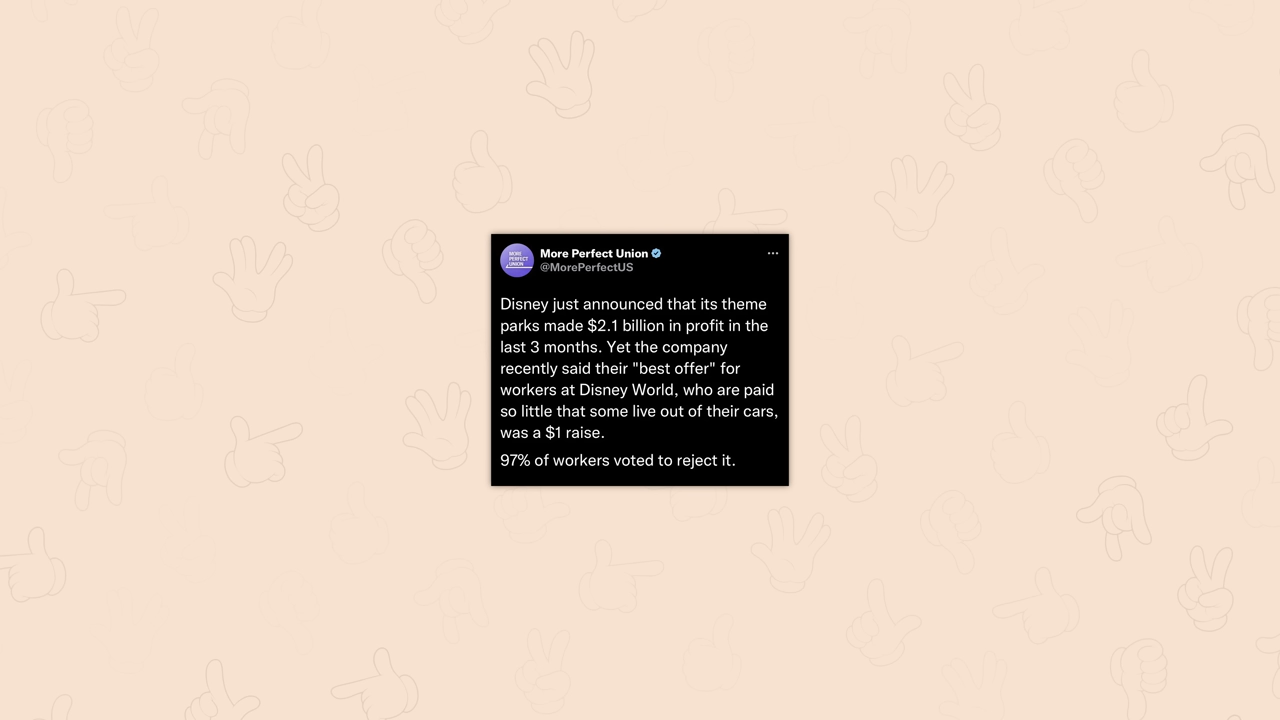 MORE
PERFECT
UNION
More Perfect Union
@MorePerfectUS
Disney just announced that its theme
parks made $2.1 billion in profit in the
last 3 months. Yet the company
recently said their "best offer" for
workers at Disney World, who are paid
so little that some live out of their cars,
was a $1 raise.
97% of workers voted to reject it.